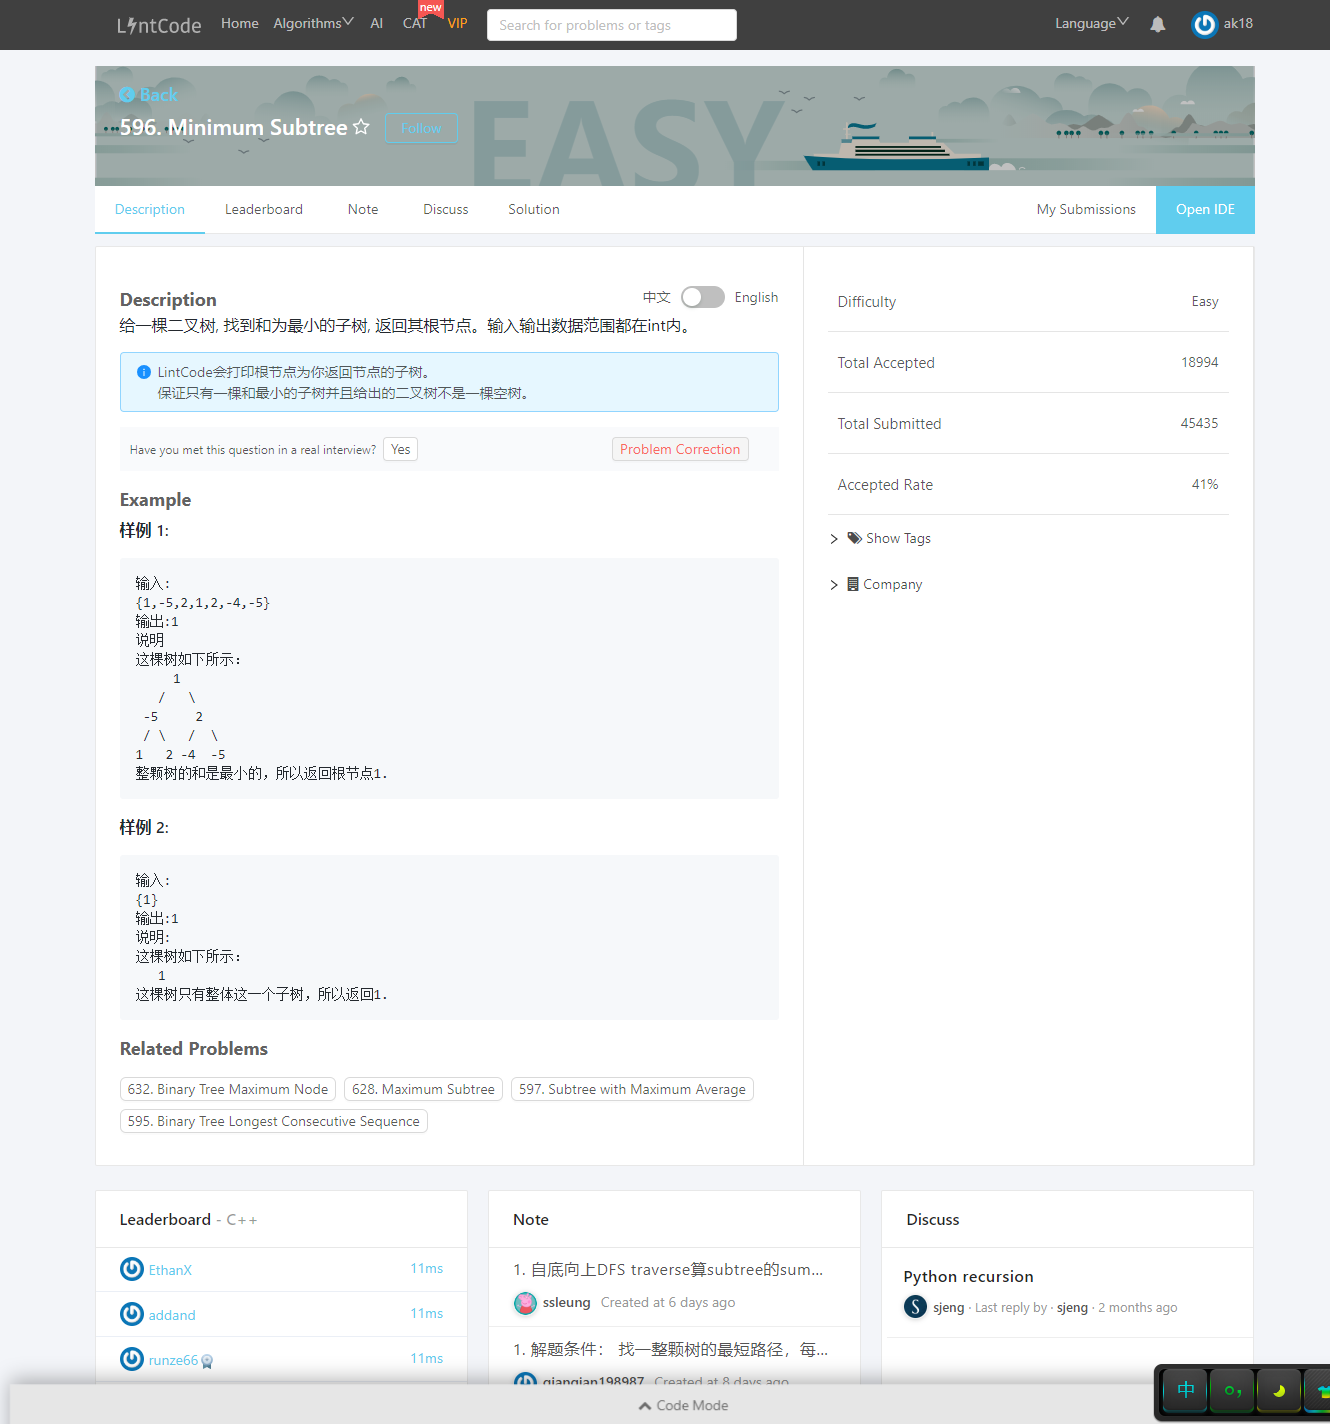 LintCode Home Algorithms AI CAT new VIP Search for problems or tags Language ak18
Back
596. Minimum Subtree Follow
EASY
Description Leaderboard Note Discuss Solution My Submissions Open IDE
Description 中文 English
给一棵二叉树, 找到和为最小的子树, 返回其根节点。输入输出数据范围都在int内。
LintCode会打印根节点为你返回节点的子树。
保证只有一棵和最小的子树并且给出的二叉树不是一棵空树。
Have you met this question in a real interview? Yes Problem Correction
Example
样例 1:
输入:
{1,-5,2,1,2,-4,-5}
输出:1
说明
这棵树如下所示:
1
/ \
-5 2
/ \ / \
1 2 -4 -5
整颗树的和是最小的，所以返回根节点1.
样例 2:
输入:
{1}
输出:1
说明:
这棵树如下所示:
1
这棵树只有整体这一个子树，所以返回1.
Related Problems
632. Binary Tree Maximum Node 628. Maximum Subtree 597. Subtree with Maximum Average
595. Binary Tree Longest Consecutive Sequence
Difficulty Easy
Total Accepted 18994
Total Submitted 45435
Accepted Rate 41%
Show Tags
Company
Leaderboard - C++
EthanX 11ms
addand 11ms
runze66 11ms
Note
1. 自底向上DFS traverse算subtree的sum...
ssleung Created at 6 days ago
1. 解题条件： 找一整颗树的最短路径，每...
qianqian198987 Created at 8 days ago
Discuss
Python recursion
S sjeng · Last reply by · sjeng · 2 months ago
Code Mode
中